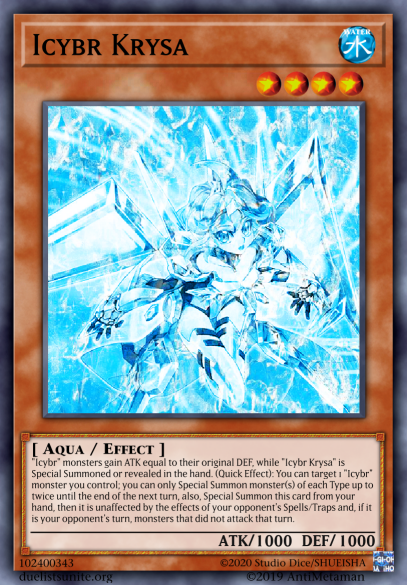 Icybr Krysa
WATER
水
[ Aqua / Effect ]
"Icybr" monsters gain ATK equal to their original DEF, while "Icybr Krysa" is
Special Summoned or revealed in the hand. (Quick Effect): You can target 1 "Icybr"
monster you control; you can only Special Summon monster(s) of each Type up to
twice until the end of the next turn, also, Special Summon this card from your
hand, then it is unaffected by the effects of your opponent's Spells/Traps and, if it
is your opponent's turn, monsters that did not attack that turn.
ATK/1000 DEF/1000
102400343 ©2020 Studio Dice/SHUEISHA
duelistsunite.org ©2019 AntiMetaman